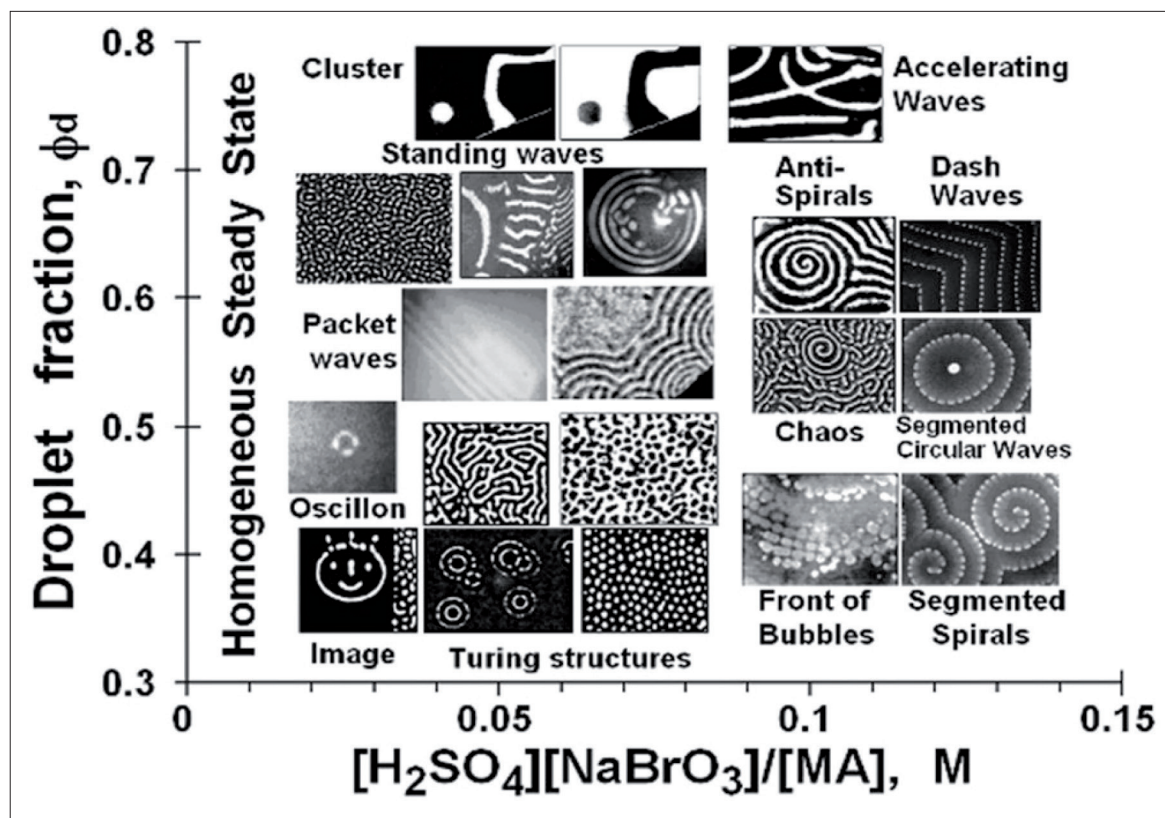 Droplet fraction, ϕd
0.8
0.7
0.6
0.5
0.4
0.3
Homogeneous Steady State
Cluster
Accelerating
Waves
Standing waves
Anti-
Spirals
Dash
Waves
Packet
waves
Chaos
Segmented
Circular Waves
Oscillon
Front of
Bubbles
Segmented
Spirals
Image
Turing structures
0
0.05
0.1
0.15
[H₂SO₄][NaBrO₃]/[MA], M